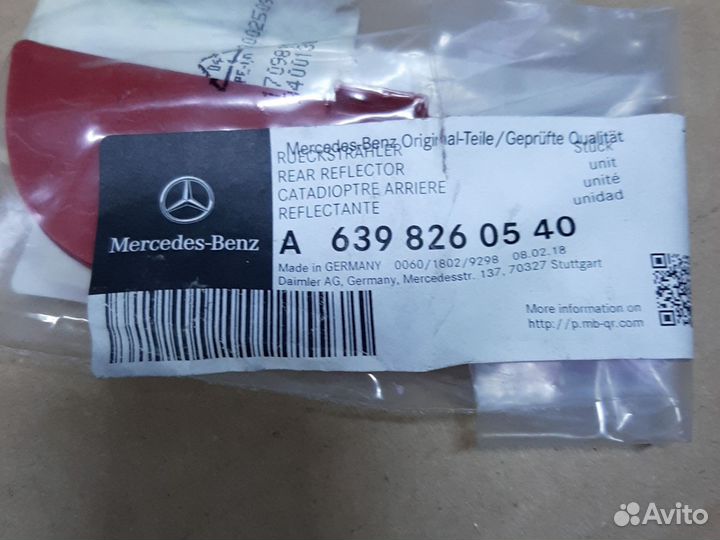 Mercedes-Benz Original-Teile/Geprüfte Qualität
RUECKSTRAHLER
REAR REFLECTOR
CATADIOPTRE ARRIERE
REFLECTANTE
Stück
unit
unité
unidad
Mercedes-Benz
A 639 826 05 40
Made in GERMANY 0060/1802/9298 08.02.18
Daimler AG, Germany, Mercedesstr. 137, 70327 Stuttgart
More information on
http://p.mb-qr.com
Avito